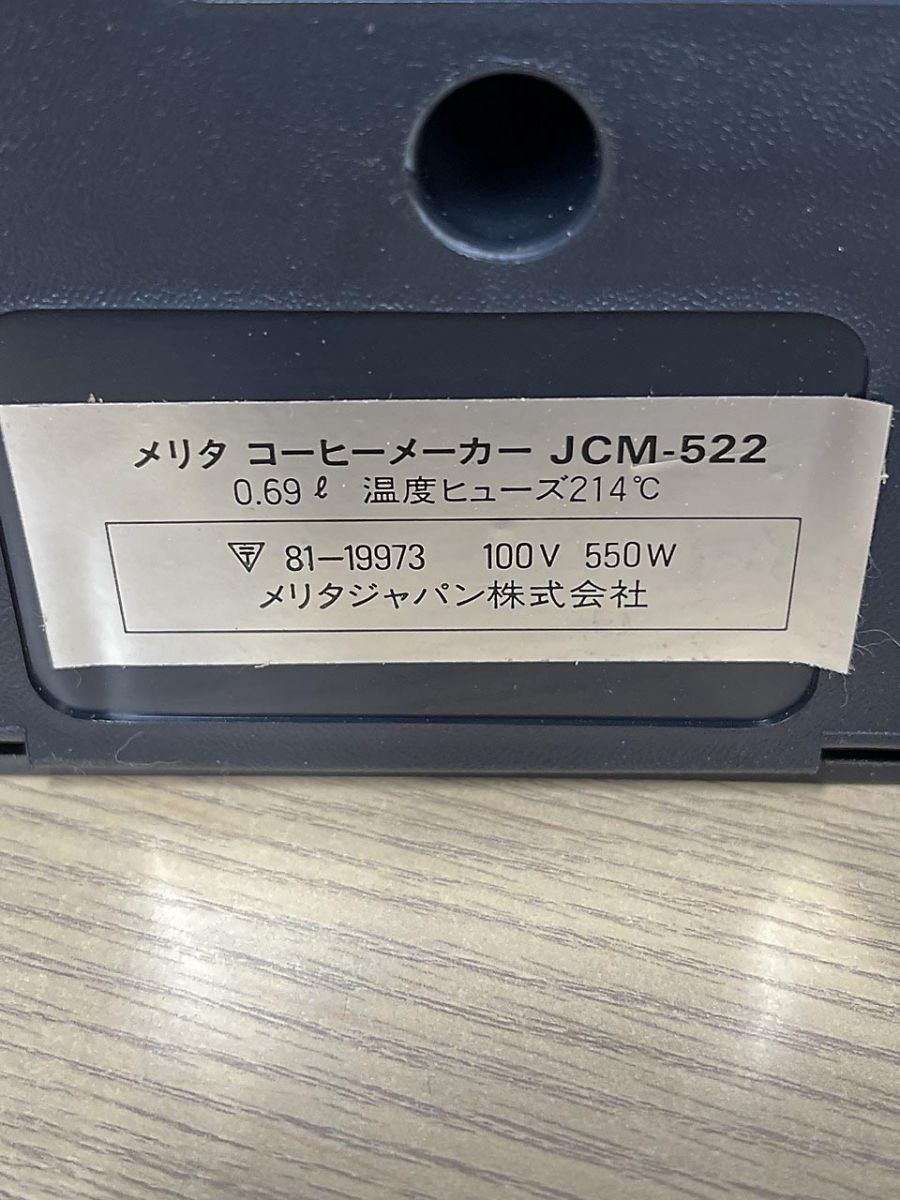 メリタ コーヒーメーカー JCM-522
0.69ℓ 温度ヒューズ214℃
81-19973 100V 550W
メリタジャパン株式会社